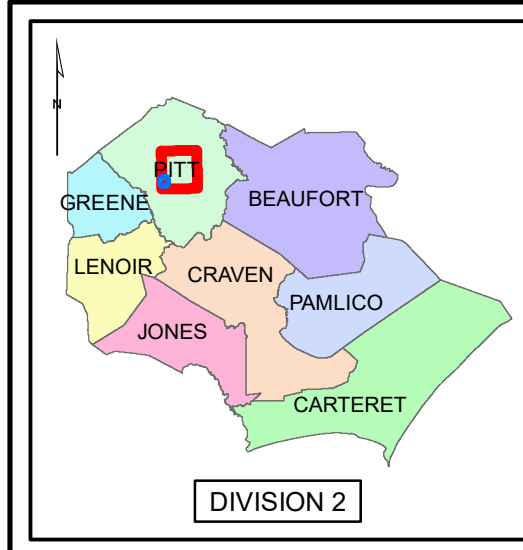 N
PITT
GREENE
BEAUFORT
LENOIR
CRAVEN
PAMLICO
JONES
CARTERET
DIVISION 2